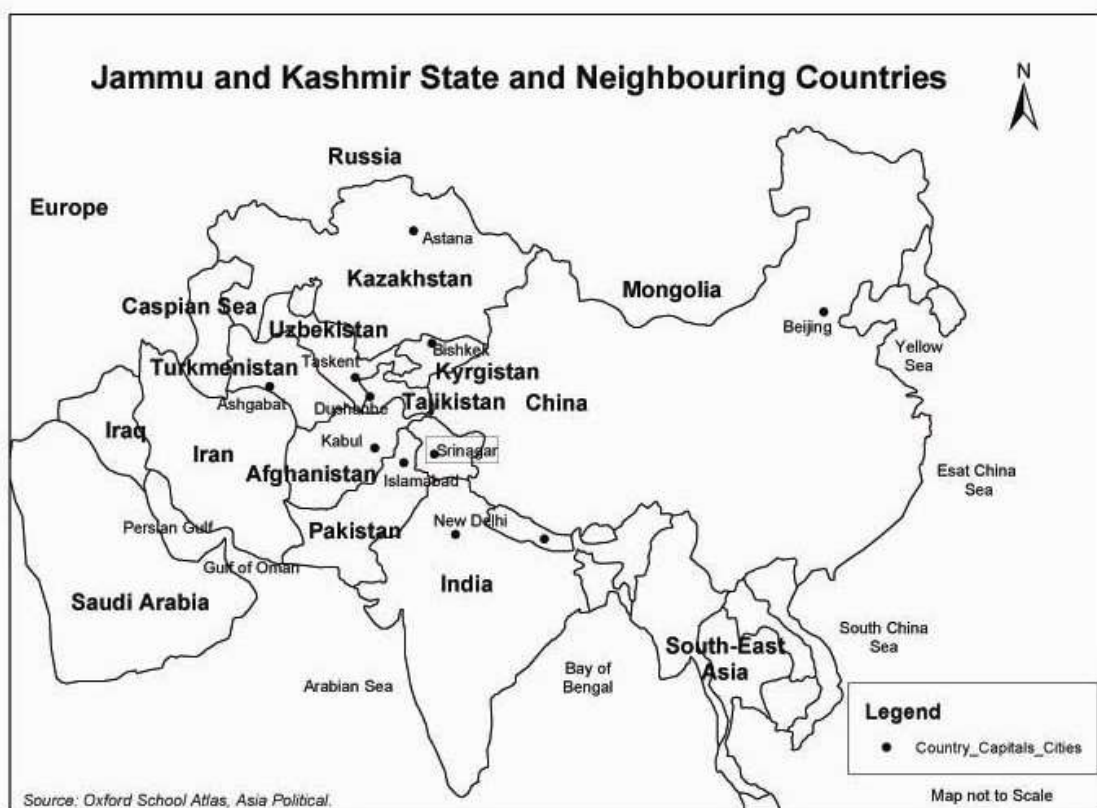 Jammu and Kashmir State and Neighbouring Countries
N
Russia
Europe
Astana
Kazakhstan
Mongolia
Caspian Sea
Beijing
Uzbekistan
Yellow
Sea
Bishkek
Taskent
Turkmenistan
Kyrgistan
Ashgabat
Dushanbe
Tajikistan
China
Iraq
Iran
Kabul
Srinagar
Afghanistan
Islamabad
Esat China
Sea
Persian Gulf
Pakistan
New Delhi
Gulf of Oman
India
Saudi Arabia
South China
Sea
South-East
Asia
Arabian Sea
Bay of
Bengal
Legend
Country_Capitals_Cities
Source: Oxford School Atlas, Asia Political.
Map not to Scale